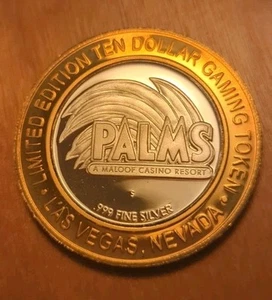 LIMITED EDITION TEN DOLLAR GAMING TOKEN
PALMS
A MALOOF CASINO RESORT
S
.999 FINE SILVER
• LAS VEGAS, NEVADA •